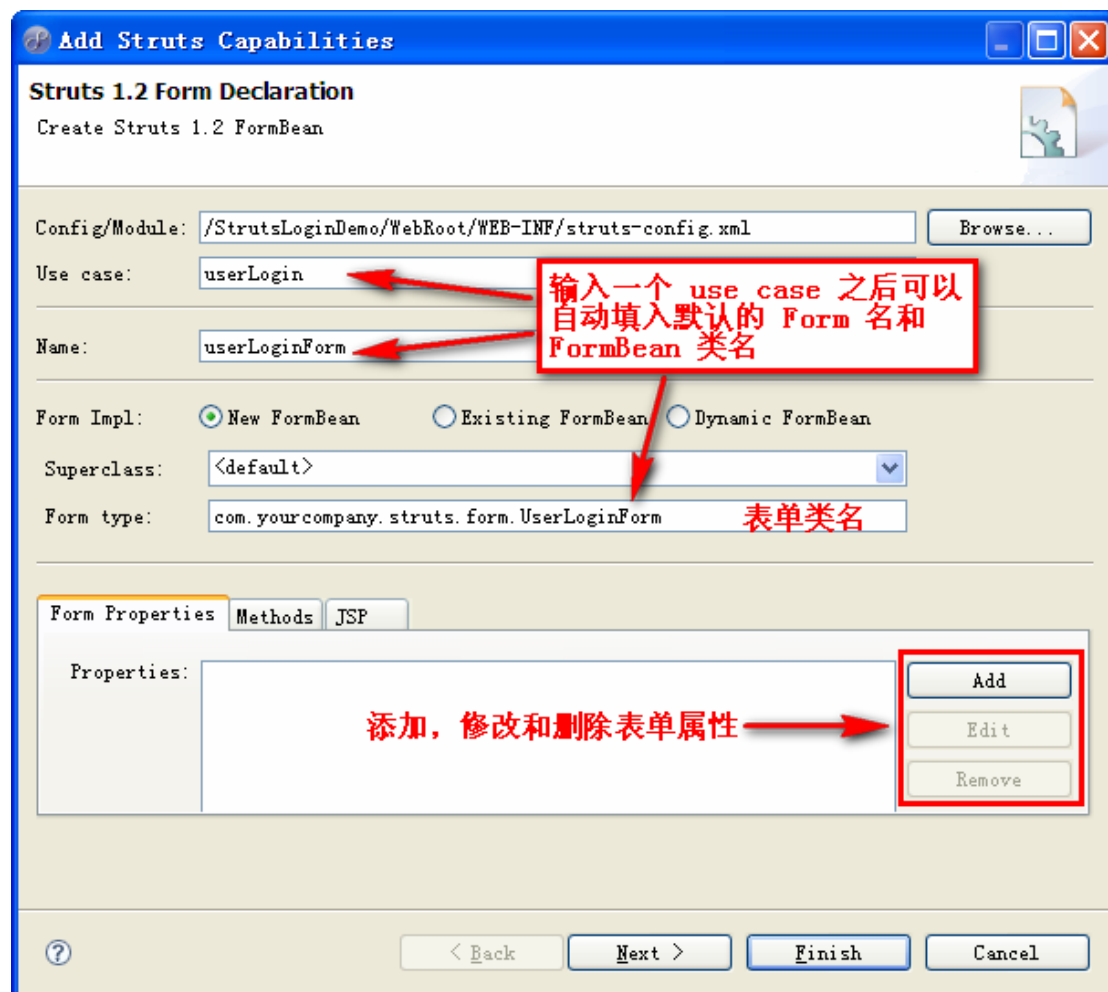 Add Struts Capabilities
Struts 1.2 Form Declaration
Create Struts 1.2 FormBean
Config/Module: /StrutsLoginDemo/WebRoot/WEB-INF/struts-config.xml Browse...
Use case: userLogin
输入一个 use case 之后可以
自动填入默认的 Form 名和
FormBean 类名
Name: userLoginForm
Form Impl: New FormBean Existing FormBean Dynamic FormBean
Superclass: <default>
Form type: com.yourcompany.struts.form.UserLoginForm 表单类名
Form Properties Methods JSP
Properties:
Add
添加，修改和删除表单属性
Edit
Remove
? < Back Next > Finish Cancel